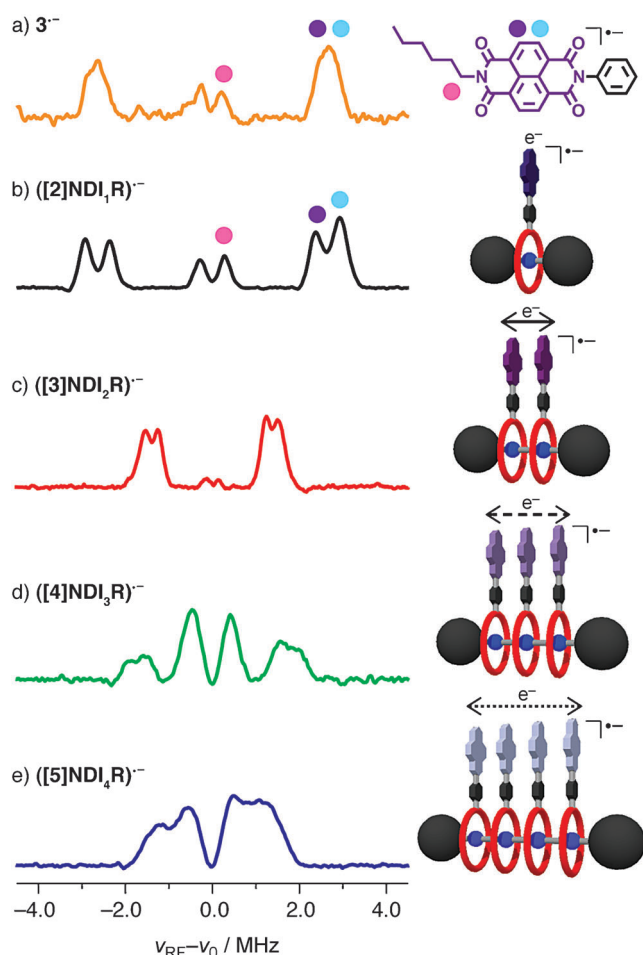 a) 3•−
]•−
O O
N N
O O
b) ([2]NDI₁R)•−
e⁻ ]•−
c) ([3]NDI₂R)•−
e⁻ ]•−
d) ([4]NDI₃R)•−
e⁻ ]•−
e) ([5]NDI₄R)•−
e⁻ ]•−
–4.0 –2.0 0.0 2.0 4.0
νRF–ν₀ / MHz